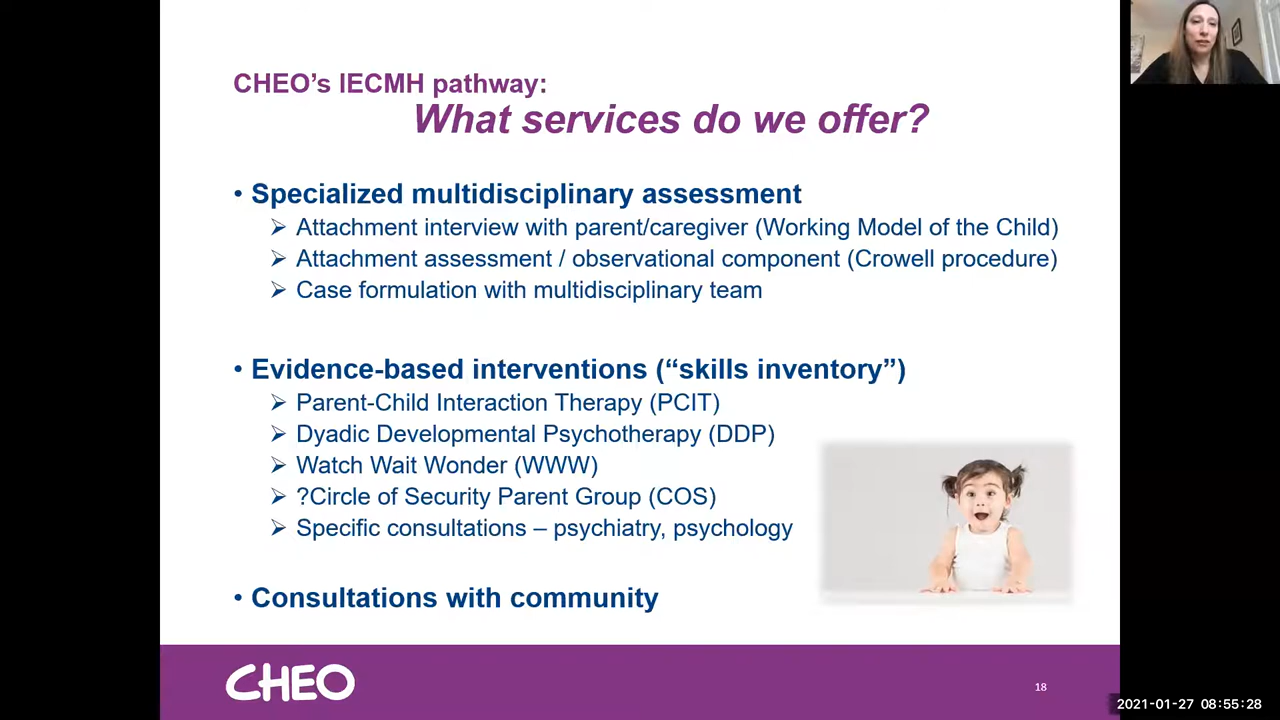 CHEO's IECMH pathway:
What services do we offer?
• Specialized multidisciplinary assessment
➢ Attachment interview with parent/caregiver (Working Model of the Child)
➢ Attachment assessment / observational component (Crowell procedure)
➢ Case formulation with multidisciplinary team
• Evidence-based interventions (“skills inventory”)
➢ Parent-Child Interaction Therapy (PCIT)
➢ Dyadic Developmental Psychotherapy (DDP)
➢ Watch Wait Wonder (WWW)
➢ ?Circle of Security Parent Group (COS)
➢ Specific consultations – psychiatry, psychology
• Consultations with community
CHEO
18
2021-01-27 08:55:28